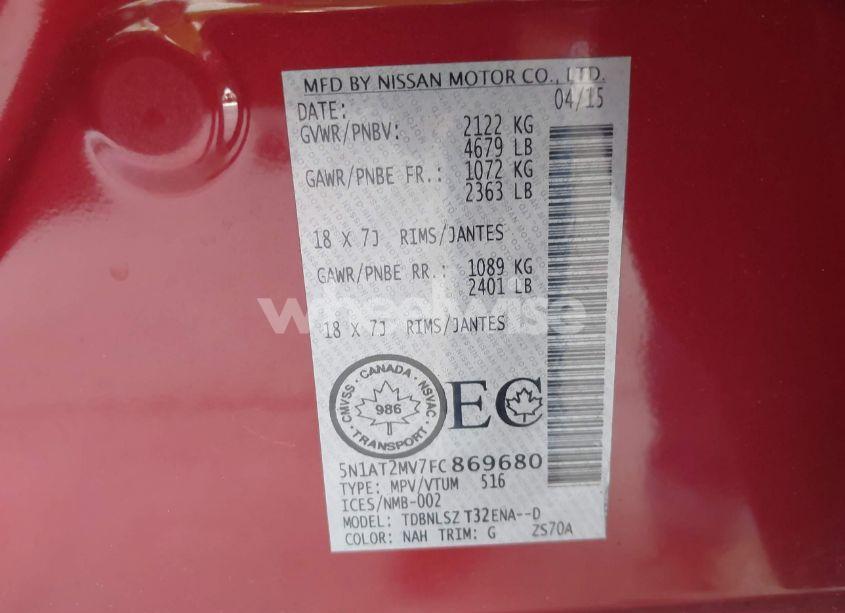 MFD BY NISSAN MOTOR CO., LTD.
DATE: 04/15
GVWR/PNBV: 2122 KG
4679 LB
GAWR/PNBE FR.: 1072 KG
2363 LB
18 X 7J RIMS/JANTES
GAWR/PNBE RR.: 1089 KG
2401 LB
wheelwise
18 X 7J RIMS/JANTES
CANADA
CMVSS NSVAC
986
TRANSPORT
EC
5N1AT2MV7FC869680
TYPE: MPV/VTUM 516
ICES/NMB-002
MODEL: TDBNLSZ T32ENA--D
COLOR: NAH TRIM: G ZS70A